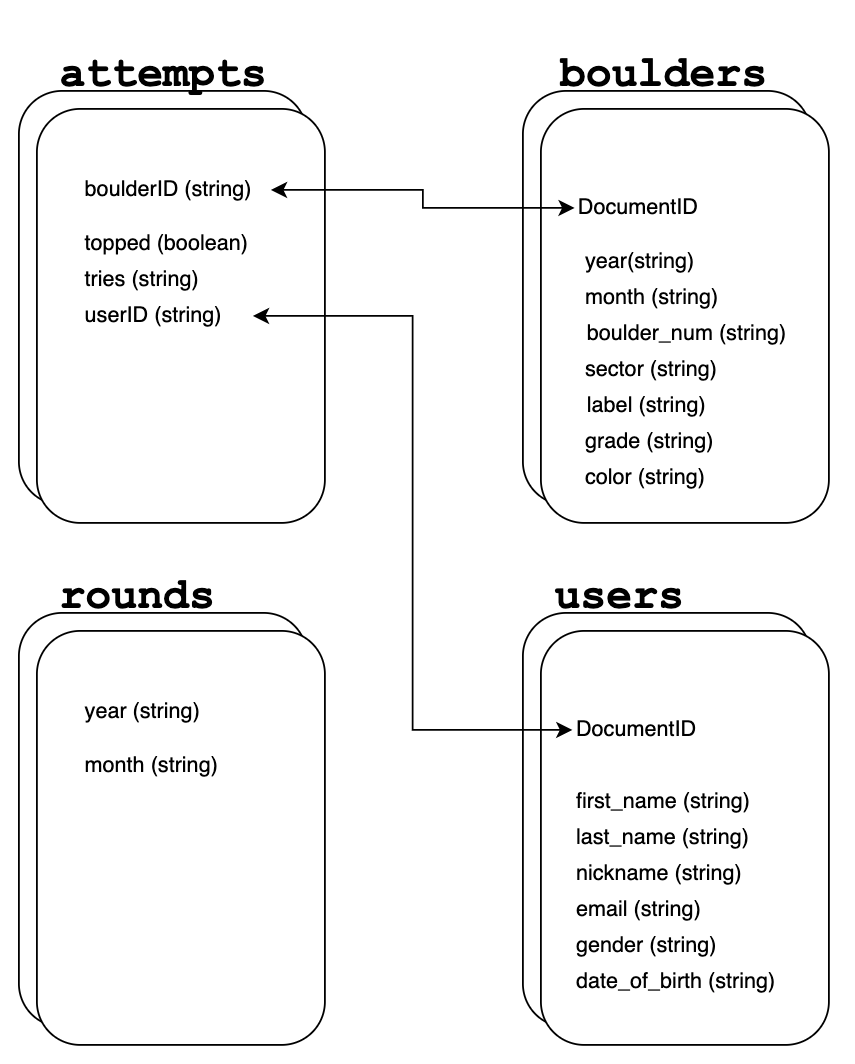 attempts
boulderID (string)
topped (boolean)
tries (string)
userID (string)
boulders
DocumentID
year(string)
month (string)
boulder_num (string)
sector (string)
label (string)
grade (string)
color (string)
rounds
year (string)
month (string)
users
DocumentID
first_name (string)
last_name (string)
nickname (string)
email (string)
gender (string)
date_of_birth (string)